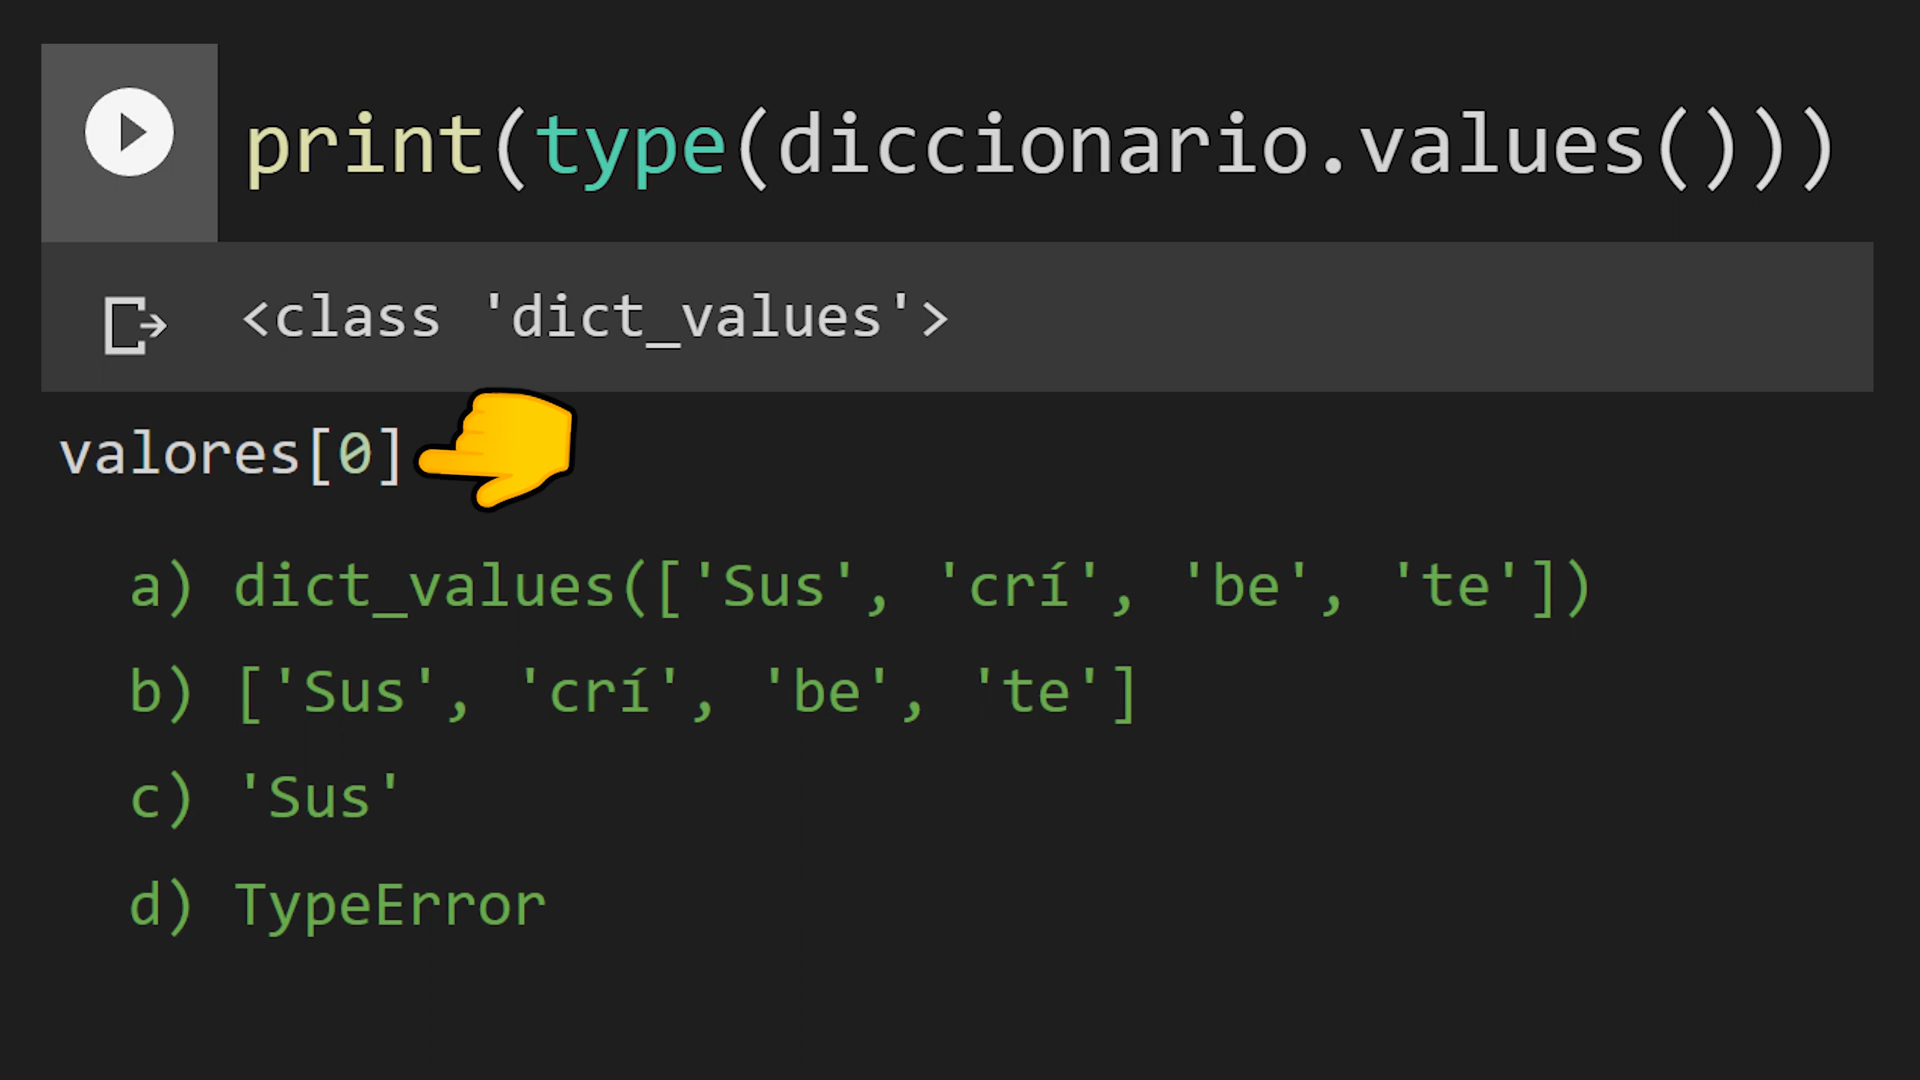 print(type(diccionario.values()))
<class 'dict_values'>
valores[0]
a) dict_values(['Sus', 'crí', 'be', 'te'])
b) ['Sus', 'crí', 'be', 'te']
c) 'Sus'
d) TypeError